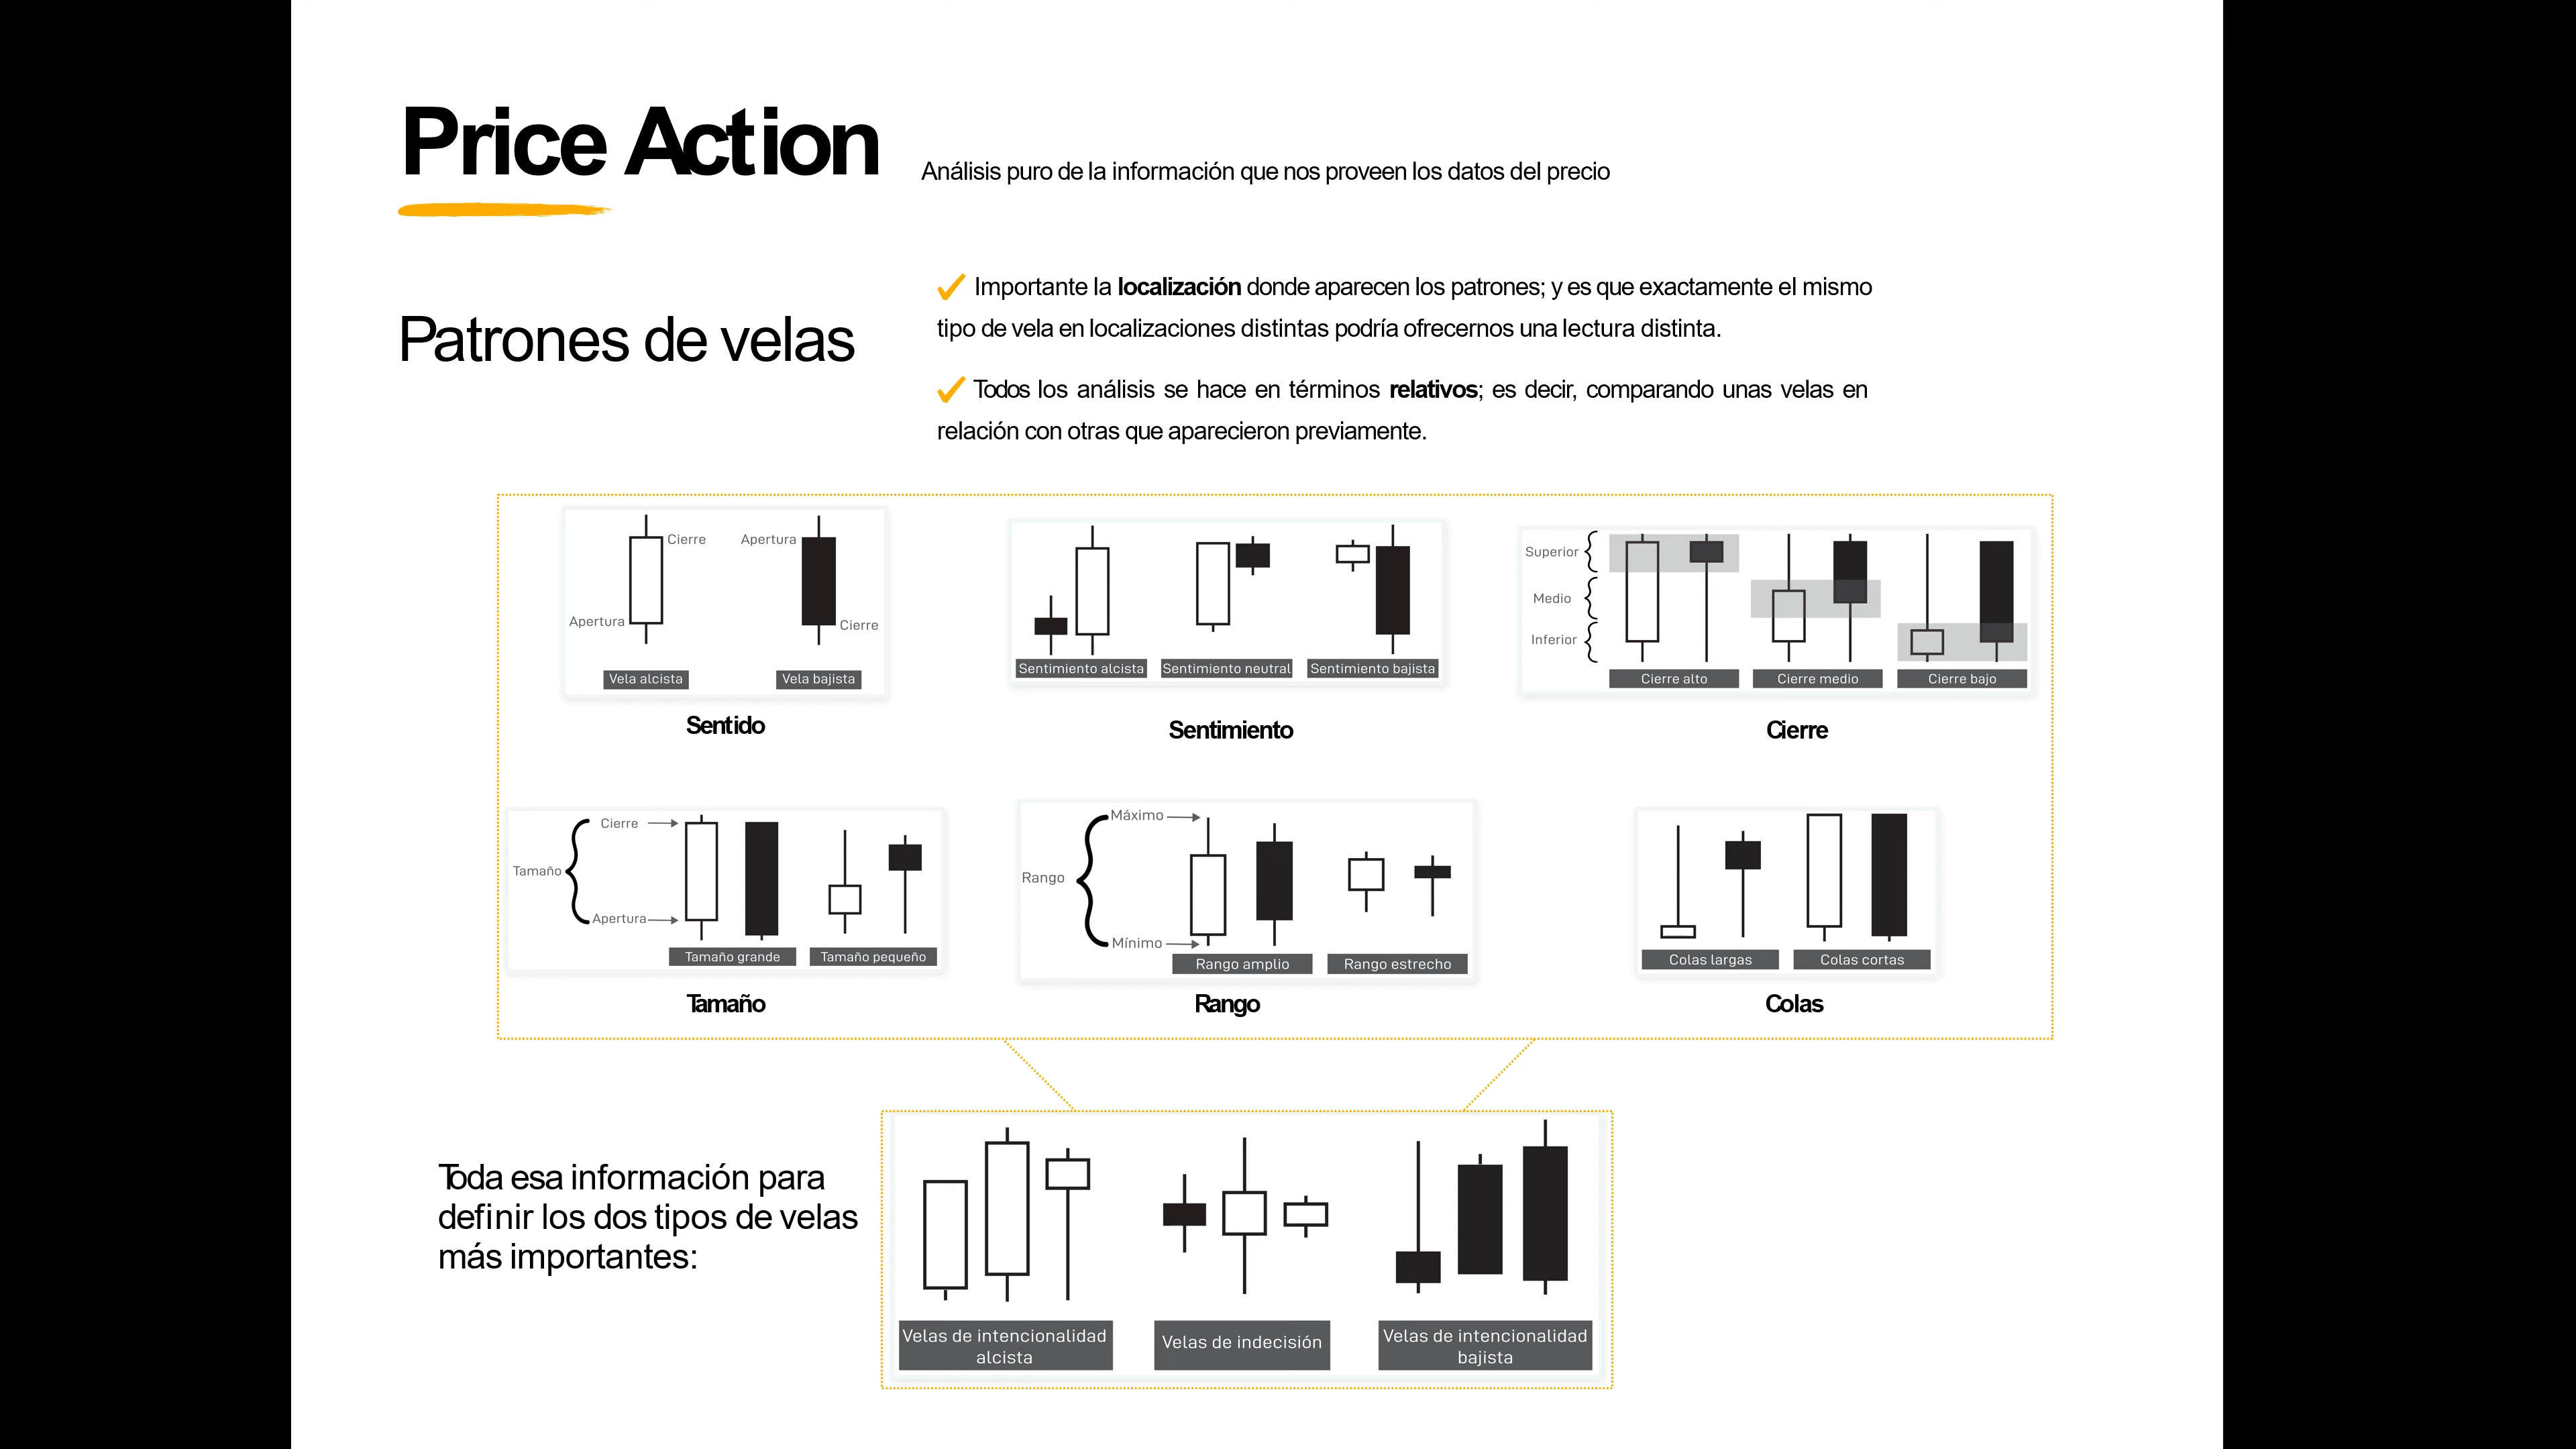 Price Action
Análisis puro de la información que nos proveen los datos del precio
Patrones de velas
Importante la localización donde aparecen los patrones; y es que exactamente el mismo
tipo de vela en localizaciones distintas podría ofrecernos una lectura distinta.
Todos los análisis se hace en términos relativos; es decir, comparando unas velas en
relación con otras que aparecieron previamente.
Cierre
Apertura
Apertura
Cierre
Vela alcista
Vela bajista
Sentido
Sentimiento alcista
Sentimiento neutral
Sentimiento bajista
Sentimiento
Superior
Medio
Inferior
Cierre alto
Cierre medio
Cierre bajo
Cierre
Cierre
Tamaño
Apertura
Tamaño grande
Tamaño pequeño
Tamaño
Máximo
Rango
Mínimo
Rango amplio
Rango estrecho
Rango
Colas largas
Colas cortas
Colas
Toda esa información para
definir los dos tipos de velas
más importantes:
Velas de intencionalidad
alcista
Velas de indecisión
Velas de intencionalidad
bajista